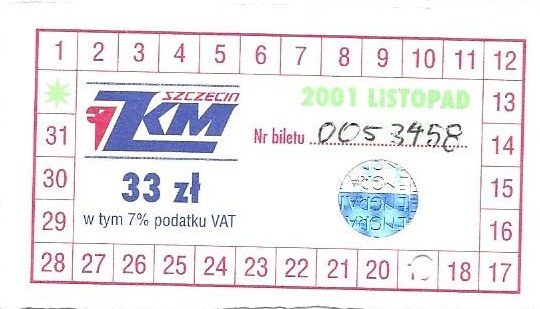 1 2 3 4 5 6 7 8 9 10 11 12
SZCZECIN
ZKM
2001 LISTOPAD
13
31
Nr biletu 0053458
14
30
33 zł
15
29
w tym 7% podatku VAT
16
28 27 26 25 24 23 22 21 20 18 17